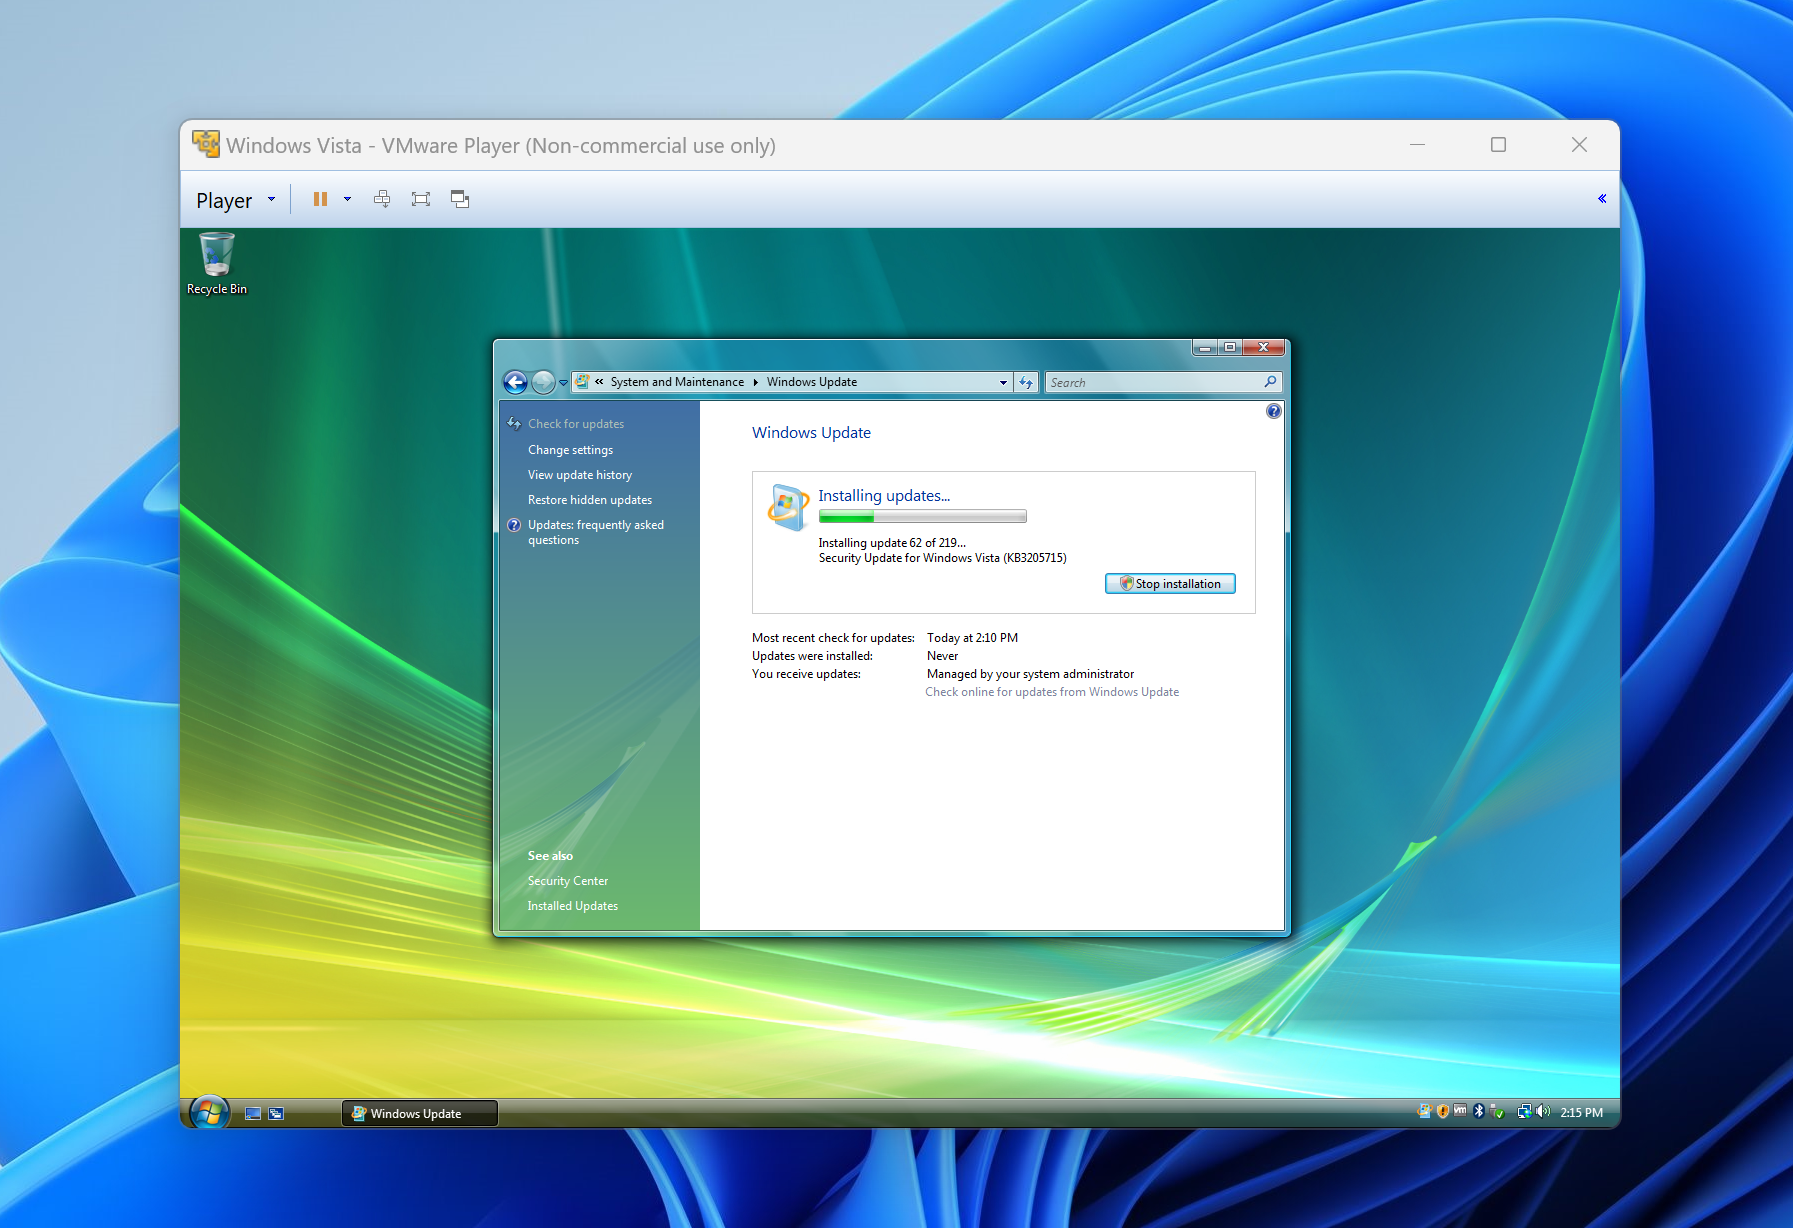 Windows Vista - VMware Player (Non-commercial use only)
Player
Recycle Bin
« System and Maintenance Windows Update
Search
Check for updates
Change settings
View update history
Restore hidden updates
Updates: frequently asked
questions
See also
Security Center
Installed Updates
Windows Update
Installing updates...
Installing update 62 of 219...
Security Update for Windows Vista (KB3205715)
Stop installation
Most recent check for updates: Today at 2:10 PM
Updates were installed: Never
You receive updates: Managed by your system administrator
Check online for updates from Windows Update
Windows Update
vm
2:15 PM